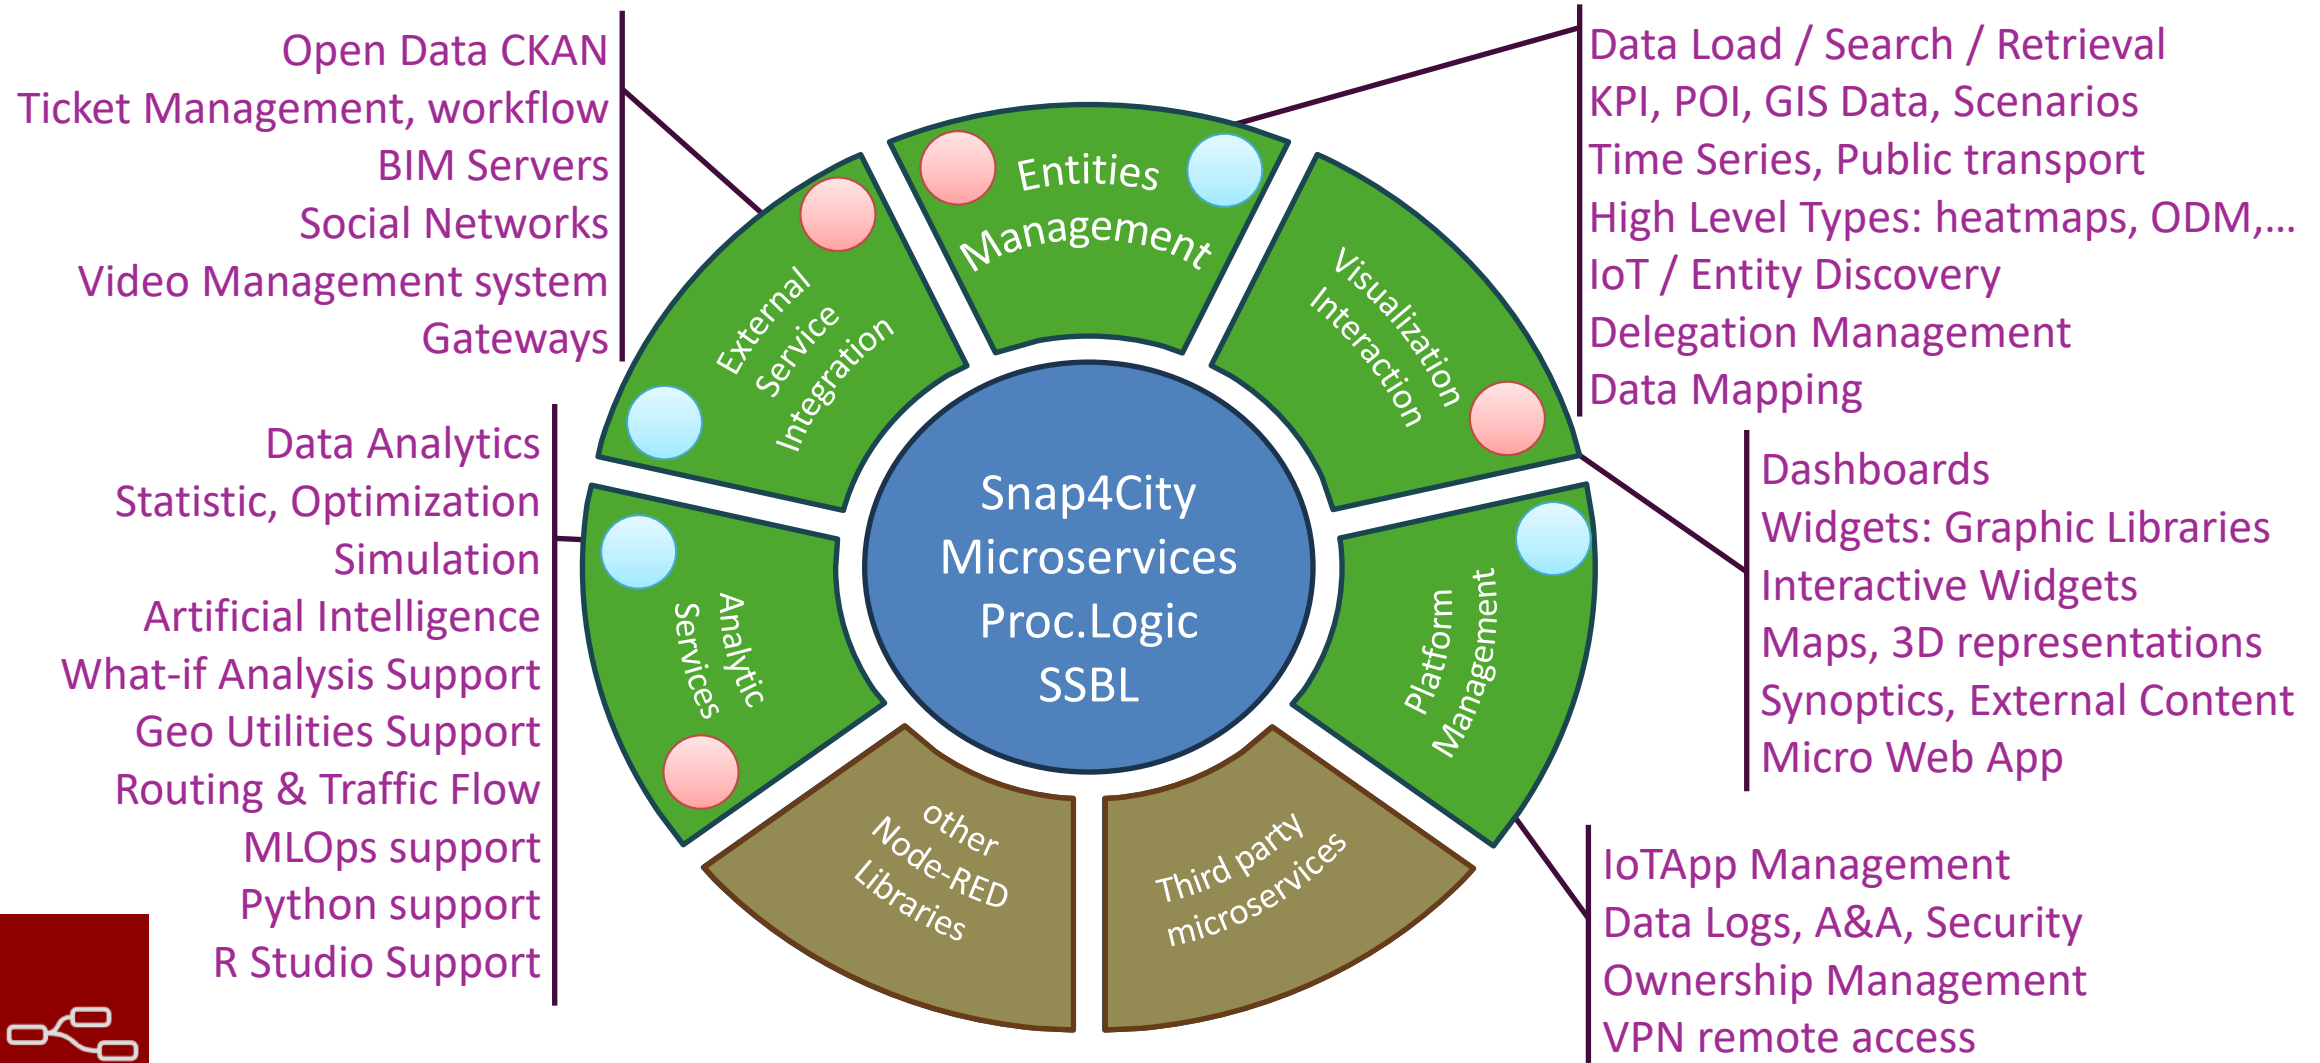 Open Data CKAN
Ticket Management, workflow
BIM Servers
Social Networks
Video Management system
Gateways
Data Analytics
Statistic, Optimization
Simulation
Artificial Intelligence
What-if Analysis Support
Geo Utilities Support
Routing & Traffic Flow
MLOps support
Python support
R Studio Support
Entities
Management
External
Service
Integration
Visualization
Interaction
Analytic
Services
Platform
Management
other
Node-RED
Libraries
Third party
microservices
Snap4City
Microservices
Proc.Logic
SSBL
Data Load / Search / Retrieval
KPI, POI, GIS Data, Scenarios
Time Series, Public transport
High Level Types: heatmaps, ODM,...
IoT / Entity Discovery
Delegation Management
Data Mapping
Dashboards
Widgets: Graphic Libraries
Interactive Widgets
Maps, 3D representations
Synoptics, External Content
Micro Web App
IoTApp Management
Data Logs, A&A, Security
Ownership Management
VPN remote access